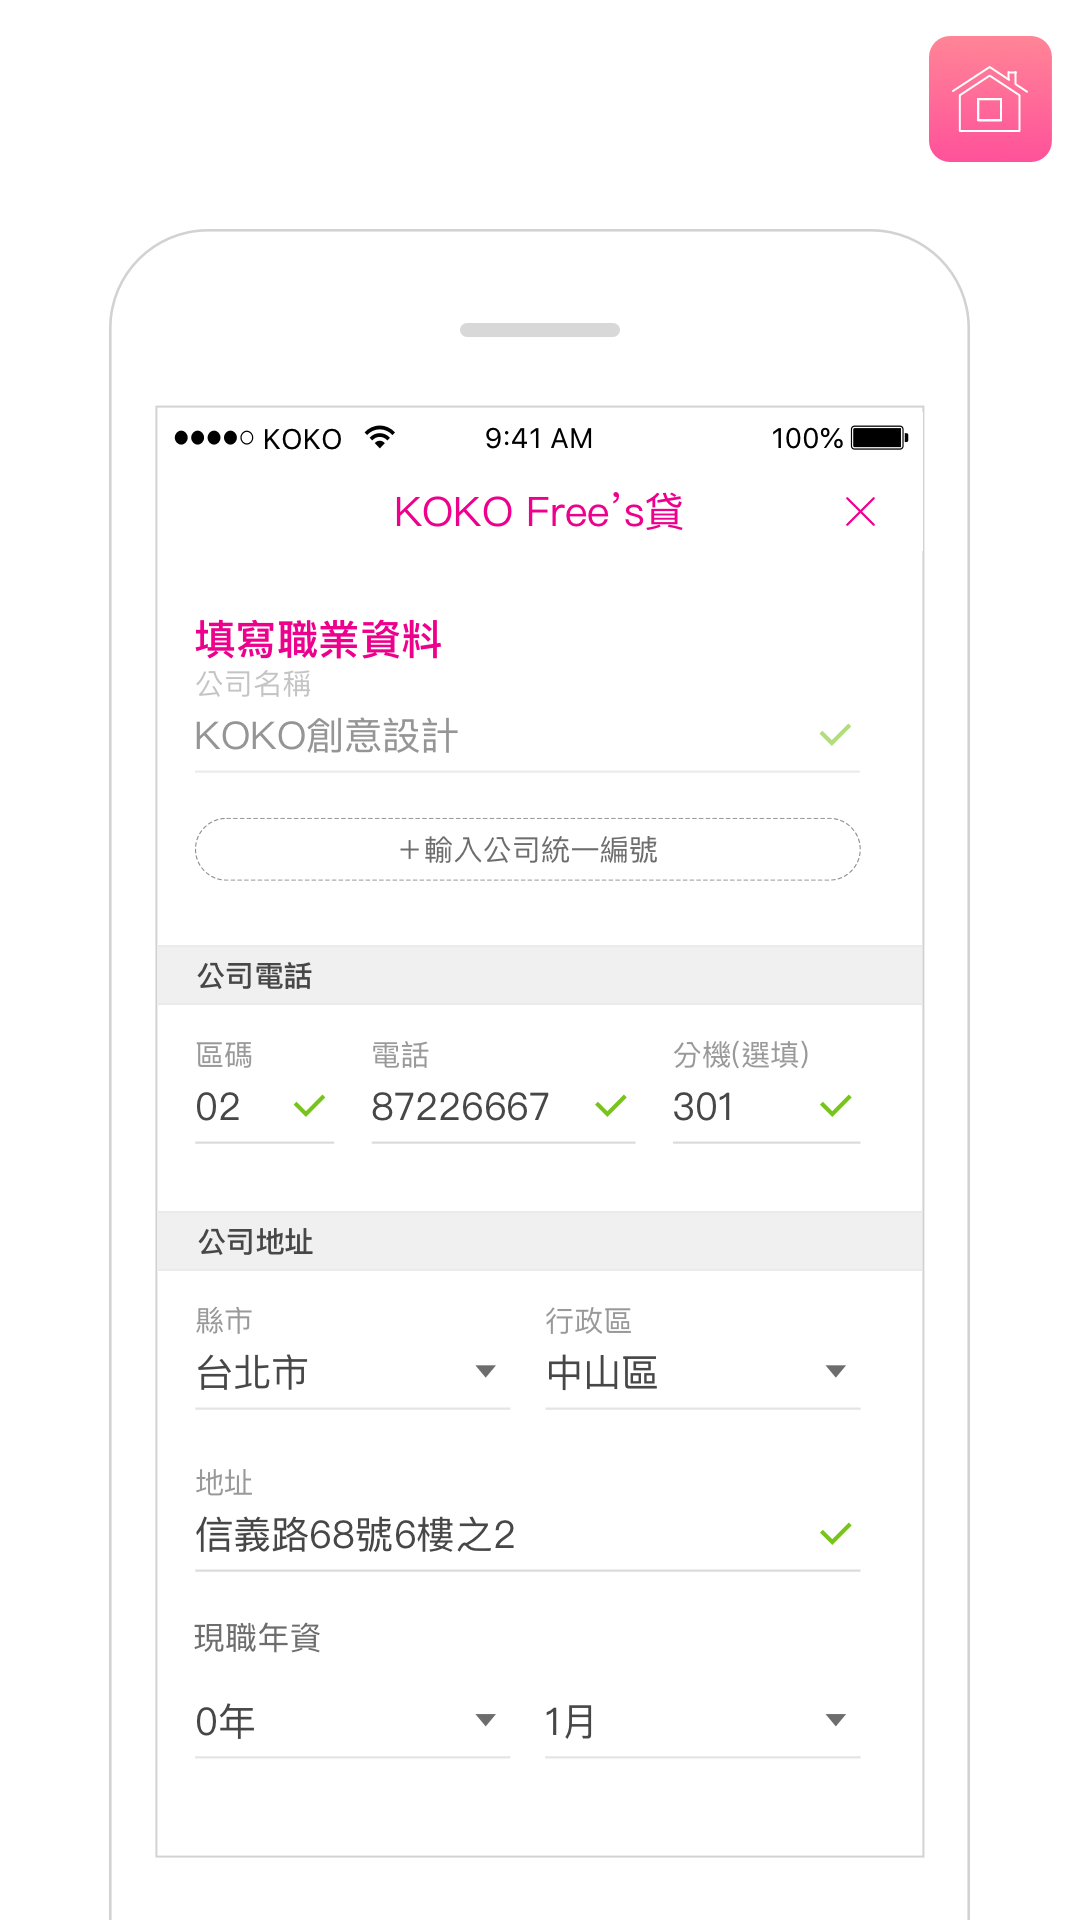 KOKO 9:41 AM 100%
KOKO Free’s貸
填寫職業資料
公司名稱
KOKO創意設計
＋輸入公司統一編號
公司電話
區碼 電話 分機(選填)
02 87226667 301
公司地址
縣市 行政區
台北市 中山區
地址
信義路68號6樓之2
現職年資
0年 1月